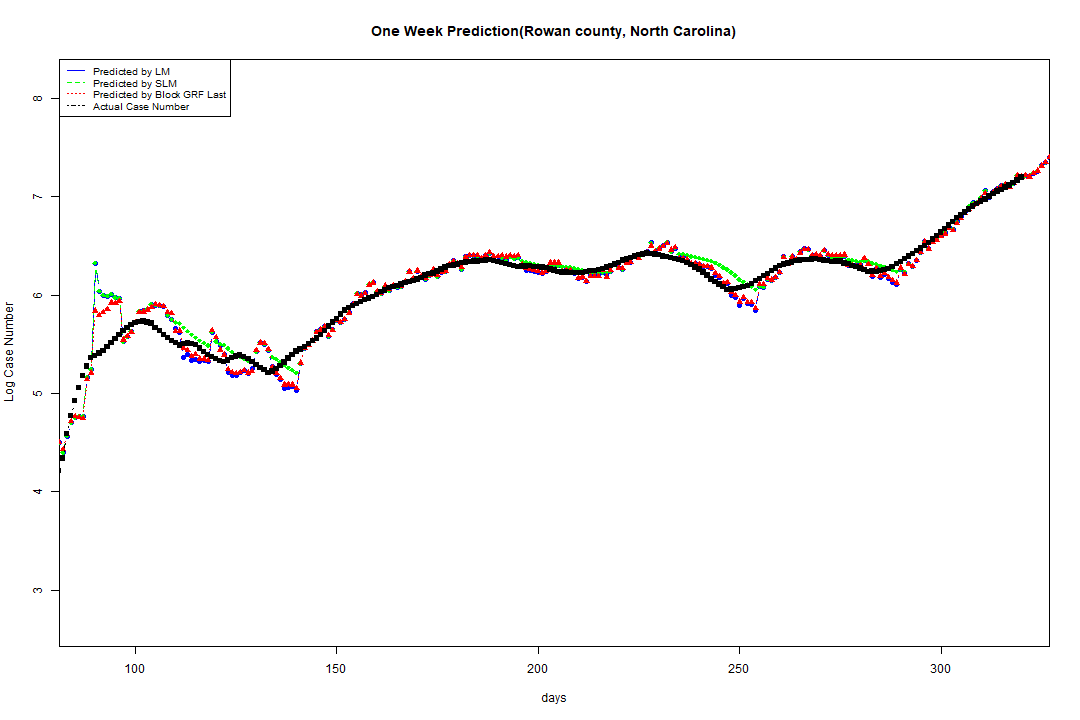 One Week Prediction(Rowan county, North Carolina)
Predicted by LM
Predicted by SLM
Predicted by Block GRF Last
Actual Case Number
8
7
6
5
4
3
Log Case Number
100 150 200 250 300
days